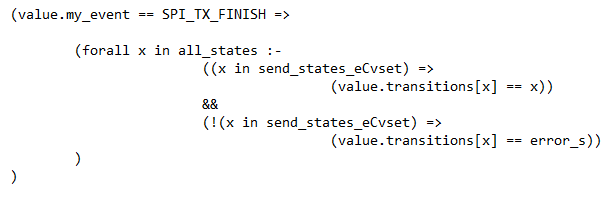 (value.my_event == SPI_TX_FINISH =>
(forall x in all_states :-
((x in send_states_eCvset) =>
(value.transitions[x] == x))
&&
(!(x in send_states_eCvset) =>
(value.transitions[x] == error_s))
)
)